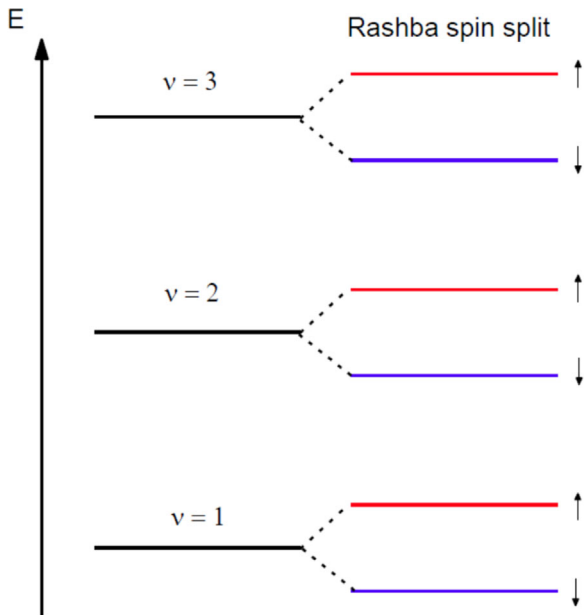 E
Rashba spin split
ν = 3
ν = 2
ν = 1